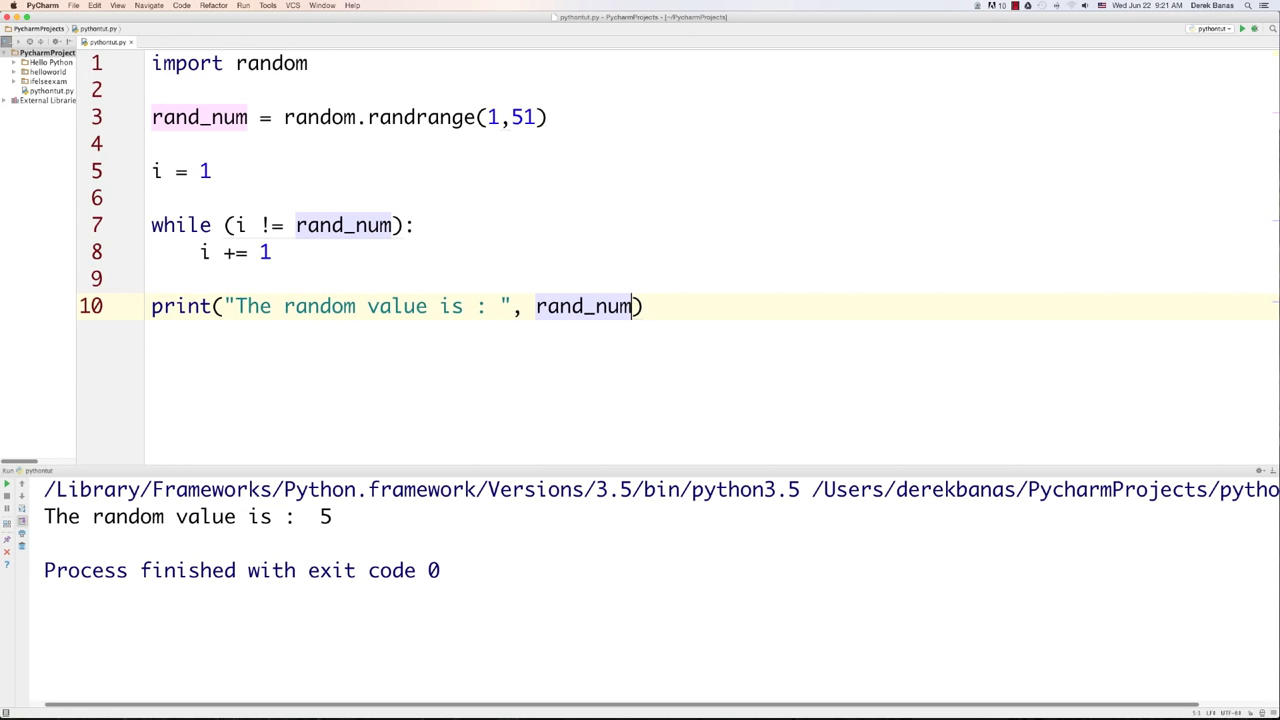 PyCharm File Edit View Navigate Code Refactor Run Tools VCS Window Help 10 Wed Jun 22 9:21 AM Derek Banas
pythontut.py - PycharmProjects - [~/PycharmProjects]
PycharmProjects pythontut.py pythontut
pythontut.py
PycharmProject
Hello Python
helloworld
ifelseexam
pythontut.py
External Librarie
1 import random
2
3 rand_num = random.randrange(1,51)
4
5 i = 1
6
7 while (i != rand_num):
8 i += 1
9
10 print("The random value is : ", rand_num)
Run pythontut
/Library/Frameworks/Python.framework/Versions/3.5/bin/python3.5 /Users/derekbanas/PycharmProjects/pytho
The random value is : 5
Process finished with exit code 0
5:1 LF UTF-8